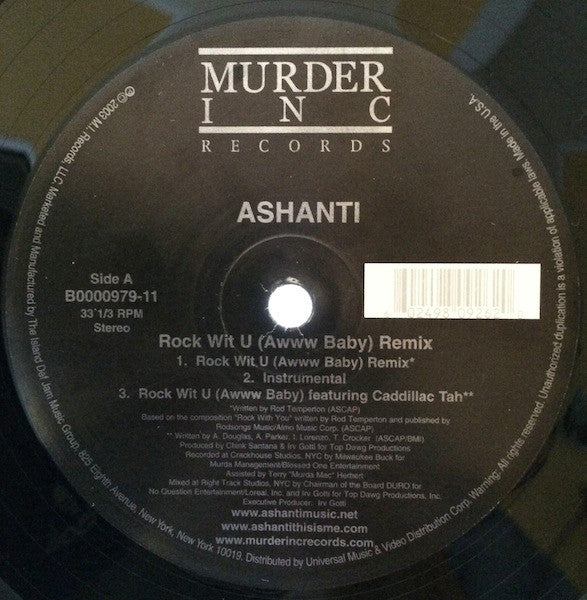 MURDER
INC
RECORDS
ASHANTI
Side A
B0000979-11
33`1/3 RPM
Stereo
Rock Wit U (Awww Baby) Remix
1. Rock Wit U (Awww Baby) Remix*
2. Instrumental
3. Rock Wit U (Awww Baby) featuring Caddillac Tah**
*Written by Rod Temperton (ASCAP)
Based on the composition "Rock With You" written by Rod Temperton and published by
Rodsongs Music/Almo Music Corp. (ASCAP)
** Written by A. Douglas, A. Parker, I. Lorenzo, T. Crocker (ASCAP/BMI)
Produced by Chink Santana & Irv Gotti for Top Dawg Productions
Recorded at Crackhouse Studios, NYC by Milwaukee Buck for
Murda Management/Blessed One Entertainment
Assisted by Terry "Murda Mac" Herbert
Mixed at Right Track Studios, NYC by Chairman of the Board DURO for
No Question Entertainment/Loreal, Inc. and Irv Gotti for Top Dawg Productions, Inc.
Executive Producer: Irv Gotti
www.ashantimusic.net
www.ashantithisisme.com
www.murderincrecords.com
℗© 2003 M.I. Records, LLC. Marketed and Manufactured by The Island Def Jam Music Group, 825 Eighth Avenue, New York, New York 10019. Distributed by Universal Music & Video Distribution Corp. Warning: All rights reserved. Unauthorized duplication is a violation of applicable laws. Made in the U.S.A.